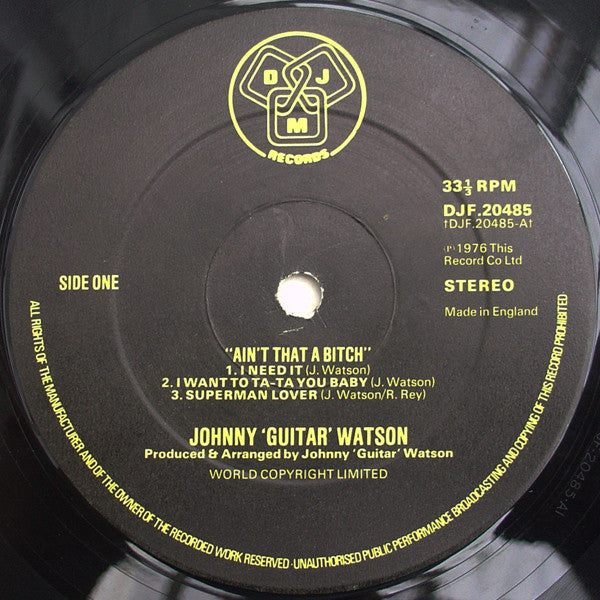 D J
M
RECORDS
33⅓ RPM
DJF.20485
†DJF.20485-A†
℗ 1976 This
Record Co Ltd
SIDE ONE
STEREO
Made in England
"AIN'T THAT A BITCH"
1. I NEED IT (J. Watson)
2. I WANT TO TA-TA YOU BABY (J. Watson)
3. SUPERMAN LOVER (J. Watson/R. Rey)
JOHNNY 'GUITAR' WATSON
Produced & Arranged by Johnny 'Guitar' Watson
WORLD COPYRIGHT LIMITED
ALL RIGHTS OF THE MANUFACTURER AND OF THE OWNER OF THE RECORDED WORK RESERVED · UNAUTHORISED PUBLIC PERFORMANCE BROADCASTING AND COPYING OF THIS RECORD PROHIBITED ·